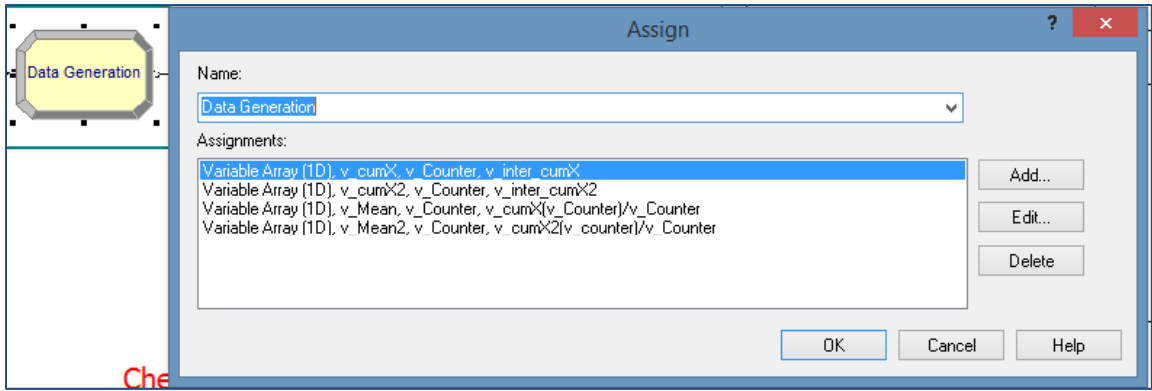 Assign
?
×
Data Generation
Name:
Data Generation
Assignments:
Variable Array (1D), v_cumX, v_Counter, v_inter_cumX
Variable Array (1D), v_cumX2, v_Counter, v_inter_cumX2
Variable Array (1D), v_Mean, v_Counter, v_cumX(v_Counter)/v_Counter
Variable Array (1D), v_Mean2, v_Counter, v_cumX2(v_counter)/v_Counter
Add...
Edit...
Delete
OK
Cancel
Help
Che